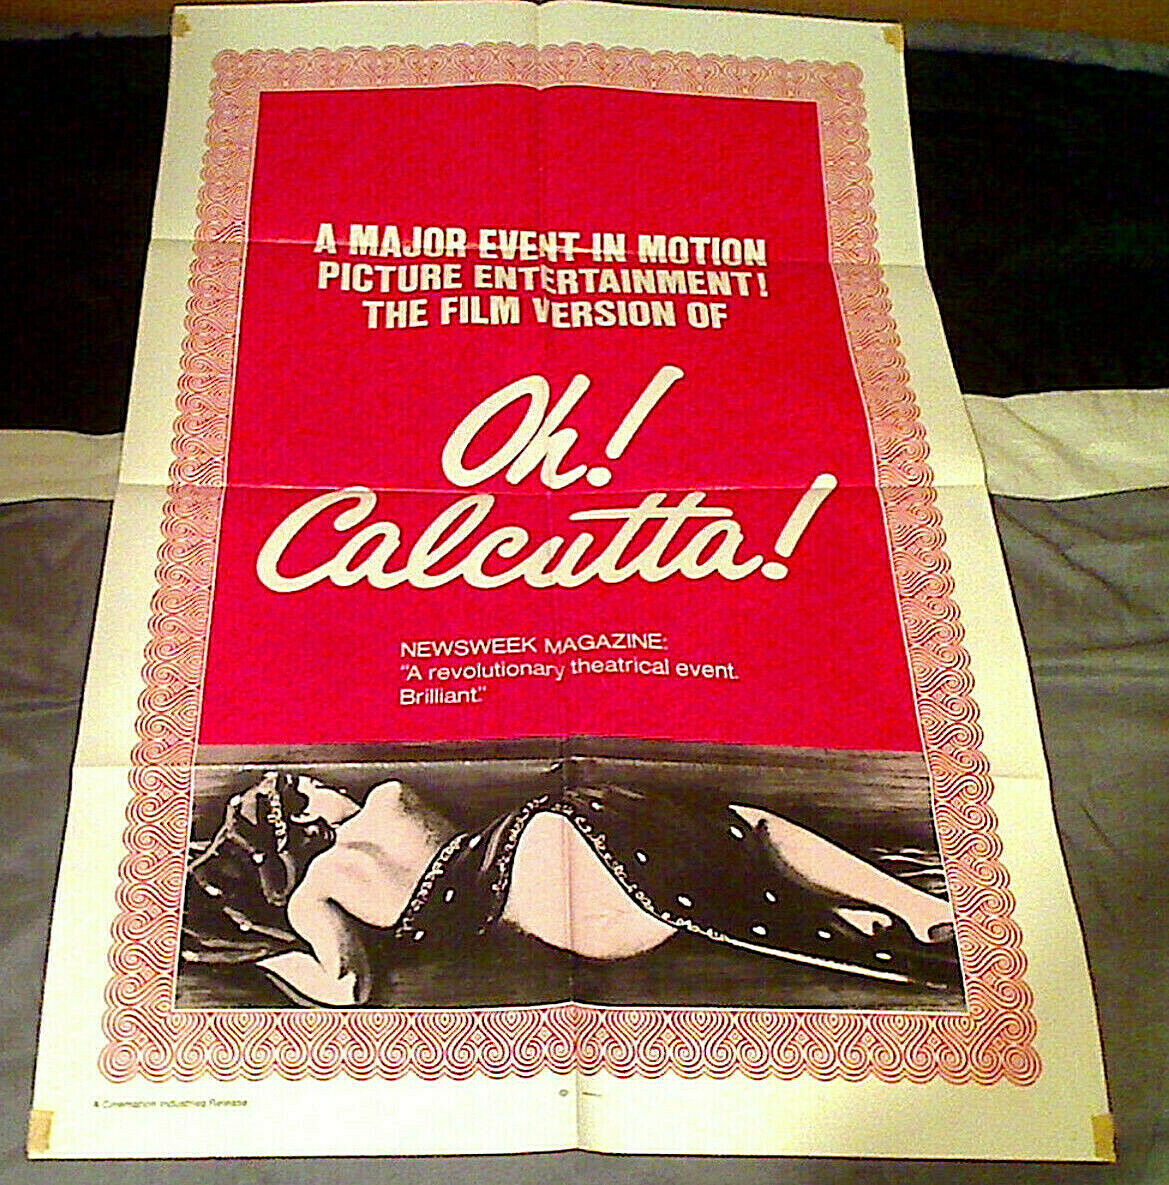 A MAJOR EVENT IN MOTION
PICTURE ENTERTAINMENT!
THE FILM VERSION OF
Oh!
Calcutta!
NEWSWEEK MAGAZINE:
"A revolutionary theatrical event.
Brilliant."
A Cinemation Industries Release